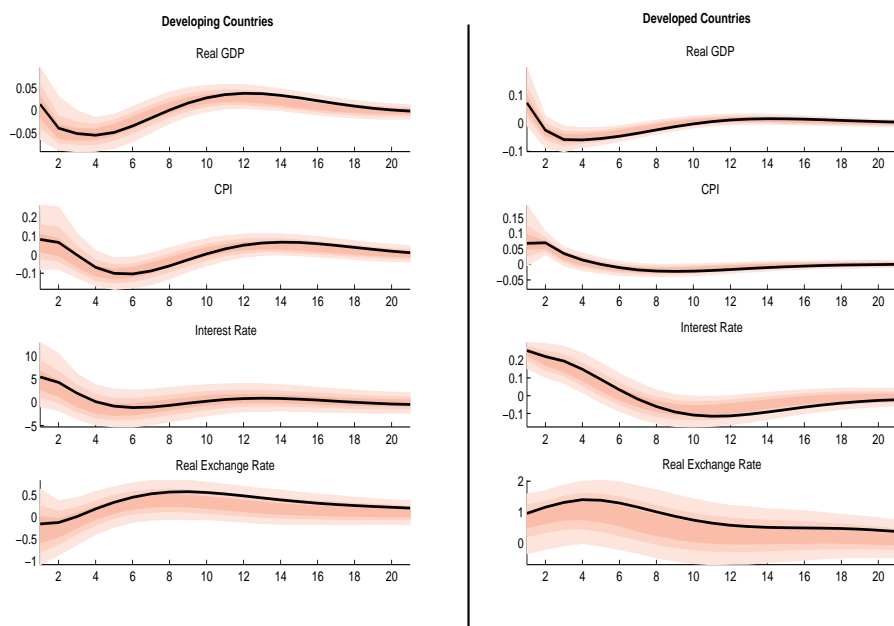 Developing Countries
Real GDP
0.05
0
−0.05
2 4 6 8 10 12 14 16 18 20
CPI
0.2
0.1
0
−0.1
2 4 6 8 10 12 14 16 18 20
Interest Rate
10
5
0
−5
2 4 6 8 10 12 14 16 18 20
Real Exchange Rate
0.5
0
−0.5
−1
2 4 6 8 10 12 14 16 18 20
Developed Countries
Real GDP
0.1
0
−0.1
2 4 6 8 10 12 14 16 18 20
CPI
0.15
0.1
0.05
0
−0.05
2 4 6 8 10 12 14 16 18 20
Interest Rate
0.2
0.1
0
−0.1
2 4 6 8 10 12 14 16 18 20
Real Exchange Rate
2
1
0
2 4 6 8 10 12 14 16 18 20